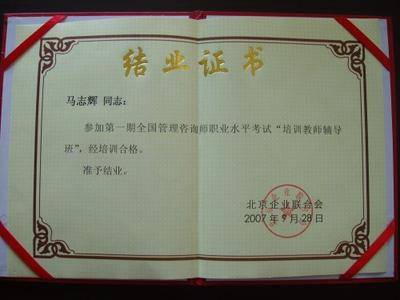 结业证书
马志辉 同志：
参加第一期全国管理咨询师职业水平考试“培训教师辅导
班”，经培训合格。
准予结业。
北京企业联合会
2007年9月28日